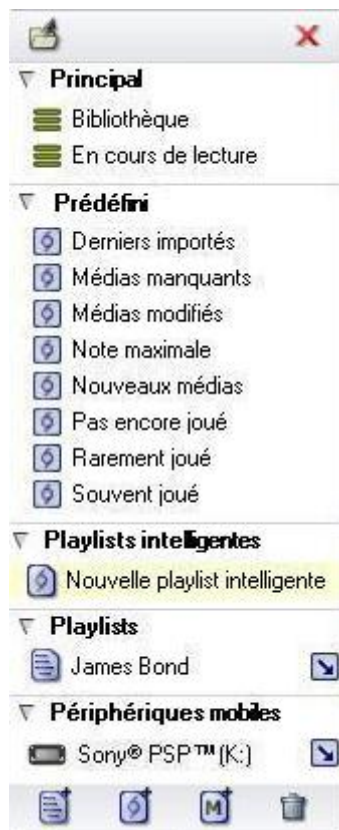 Principal
Bibliothèque
En cours de lecture
Prédéfini
Derniers importés
Médias manquants
Médias modifiés
Note maximale
Nouveaux médias
Pas encore joué
Rarement joué
Souvent joué
Playlists intelligentes
Nouvelle playlist intelligente
Playlists
James Bond
Périphériques mobiles
Sony® PSP™ (K:)
M